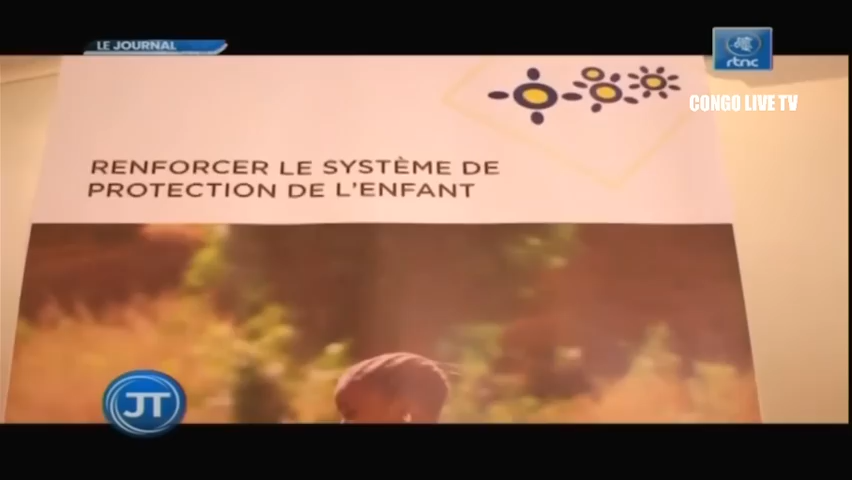 LE JOURNAL
rtnc
CONGO LIVE TV
RENFORCER LE SYSTÈME DE
PROTECTION DE L'ENFANT
JT